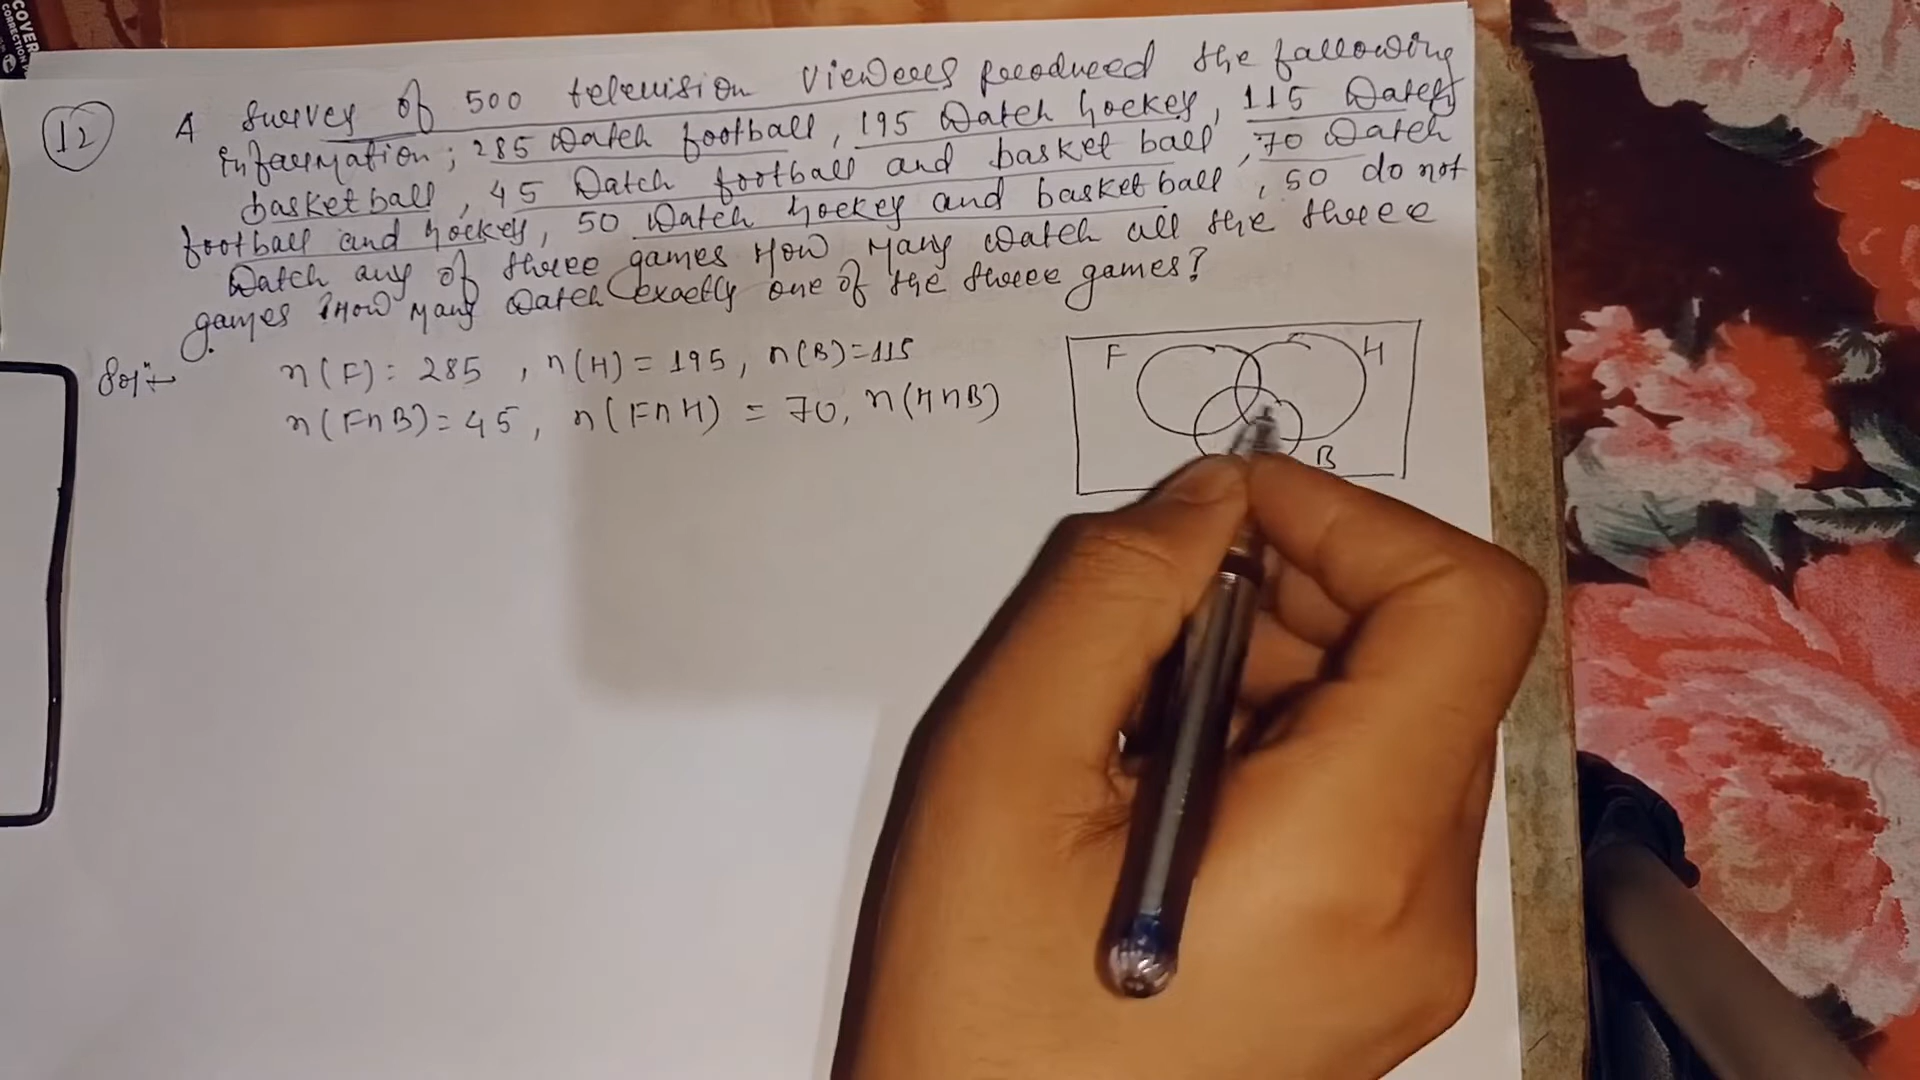 COVER
CORRECTION
12
A Survey of 500 television viewers produced the following
information; 285 watch football, 195 watch hockey, 115 watch
basketball, 45 watch football and basket ball, 70 watch
football and hockey, 50 watch hockey and basketball, 50 do not
watch any of three games How Many watch all the three
games ? How Many watch exactly one of the three games?
Sol:→ n(F) = 285, n(H) = 195, n(B)=115
n(F∩B) = 45, n(F∩H) = 70, n(H∩B)
F H
B